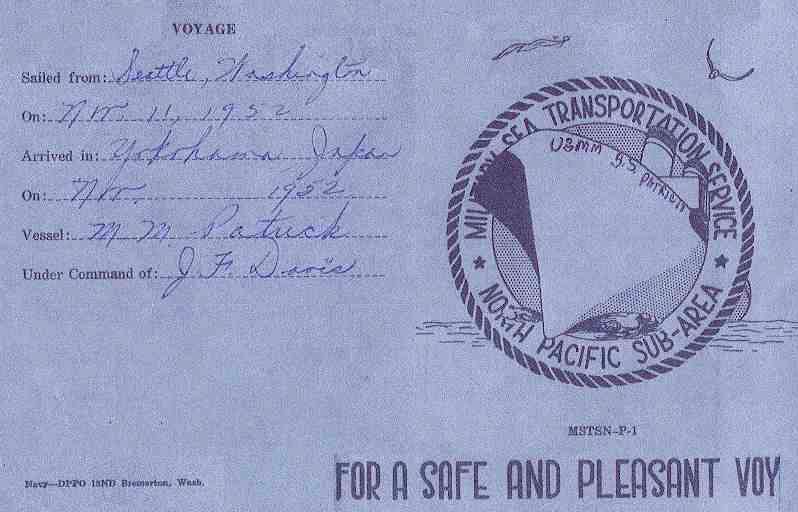 VOYAGE
Sailed from: Seattle, Washington
On: Nov. 11, 1952
Arrived in: Yokohama Japan
On: Nov. 1952
Vessel: M. M. Patrick
Under Command of: J. F. Davis
Navy—DPPO 13ND Bremerton, Wash.
MILITARY SEA TRANSPORTATION SERVICE
USMM
NORTH PACIFIC SUB-AREA
MSTSN-P-1
FOR A SAFE AND PLEASANT VOY